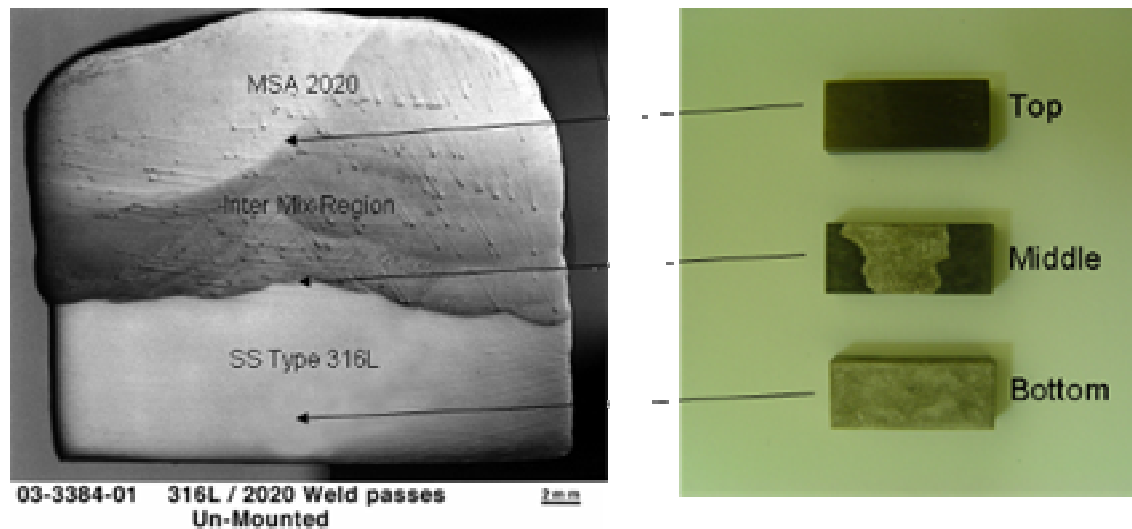 MSA 2020
Inter Mix Region
SS Type 316L
03-3384-01 316L / 2020 Weld passes
Un-Mounted
2mm
Top
Middle
Bottom